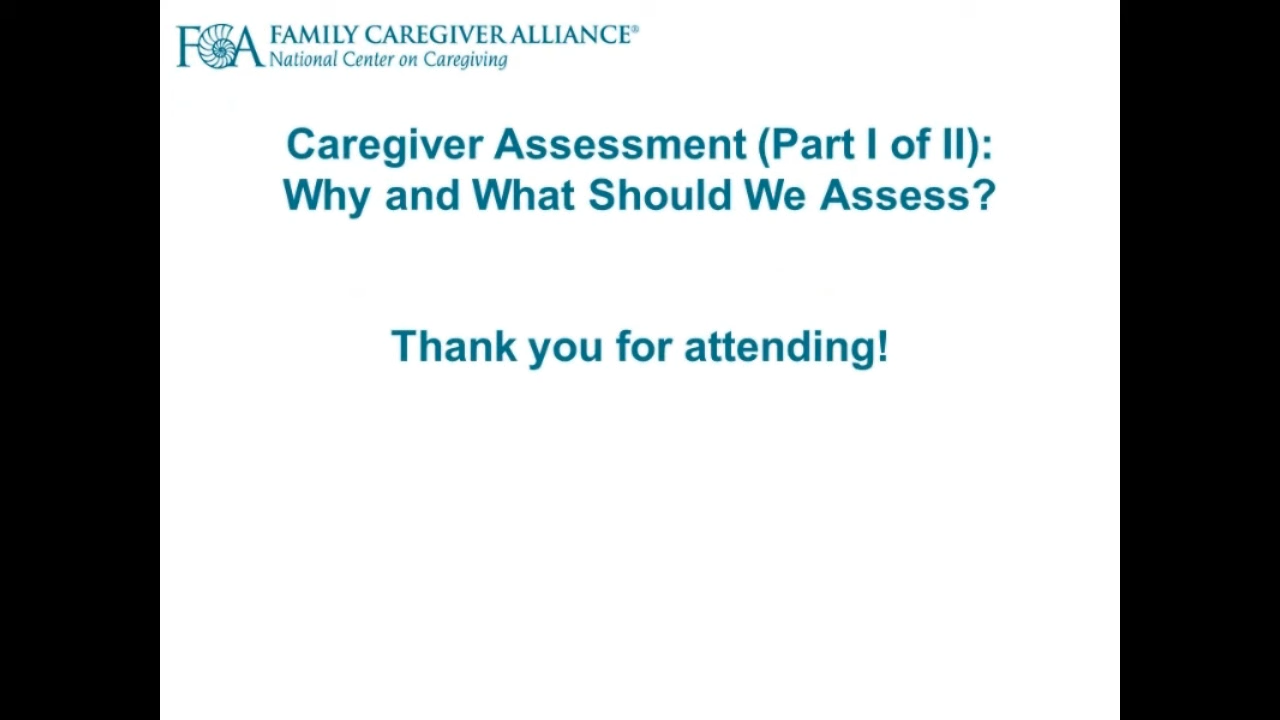 FCA FAMILY CAREGIVER ALLIANCE®
National Center on Caregiving
Caregiver Assessment (Part I of II):
Why and What Should We Assess?
Thank you for attending!